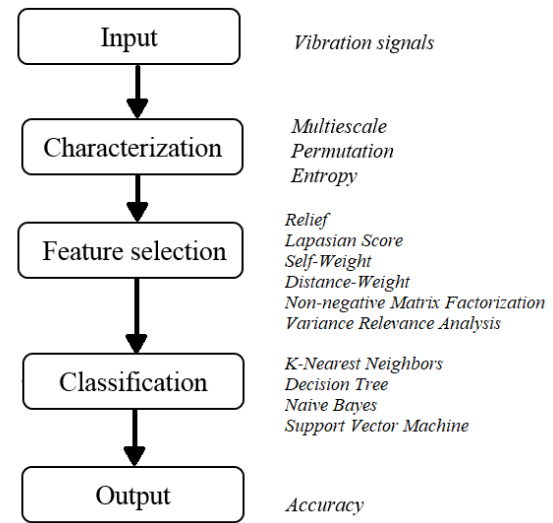 Input
Vibration signals
Characterization
Multiescale
Permutation
Entropy
Feature selection
Relief
Lapasian Score
Self-Weight
Distance-Weight
Non-negative Matrix Factorization
Variance Relevance Analysis
Classification
K-Nearest Neighbors
Decision Tree
Naive Bayes
Support Vector Machine
Output
Accuracy